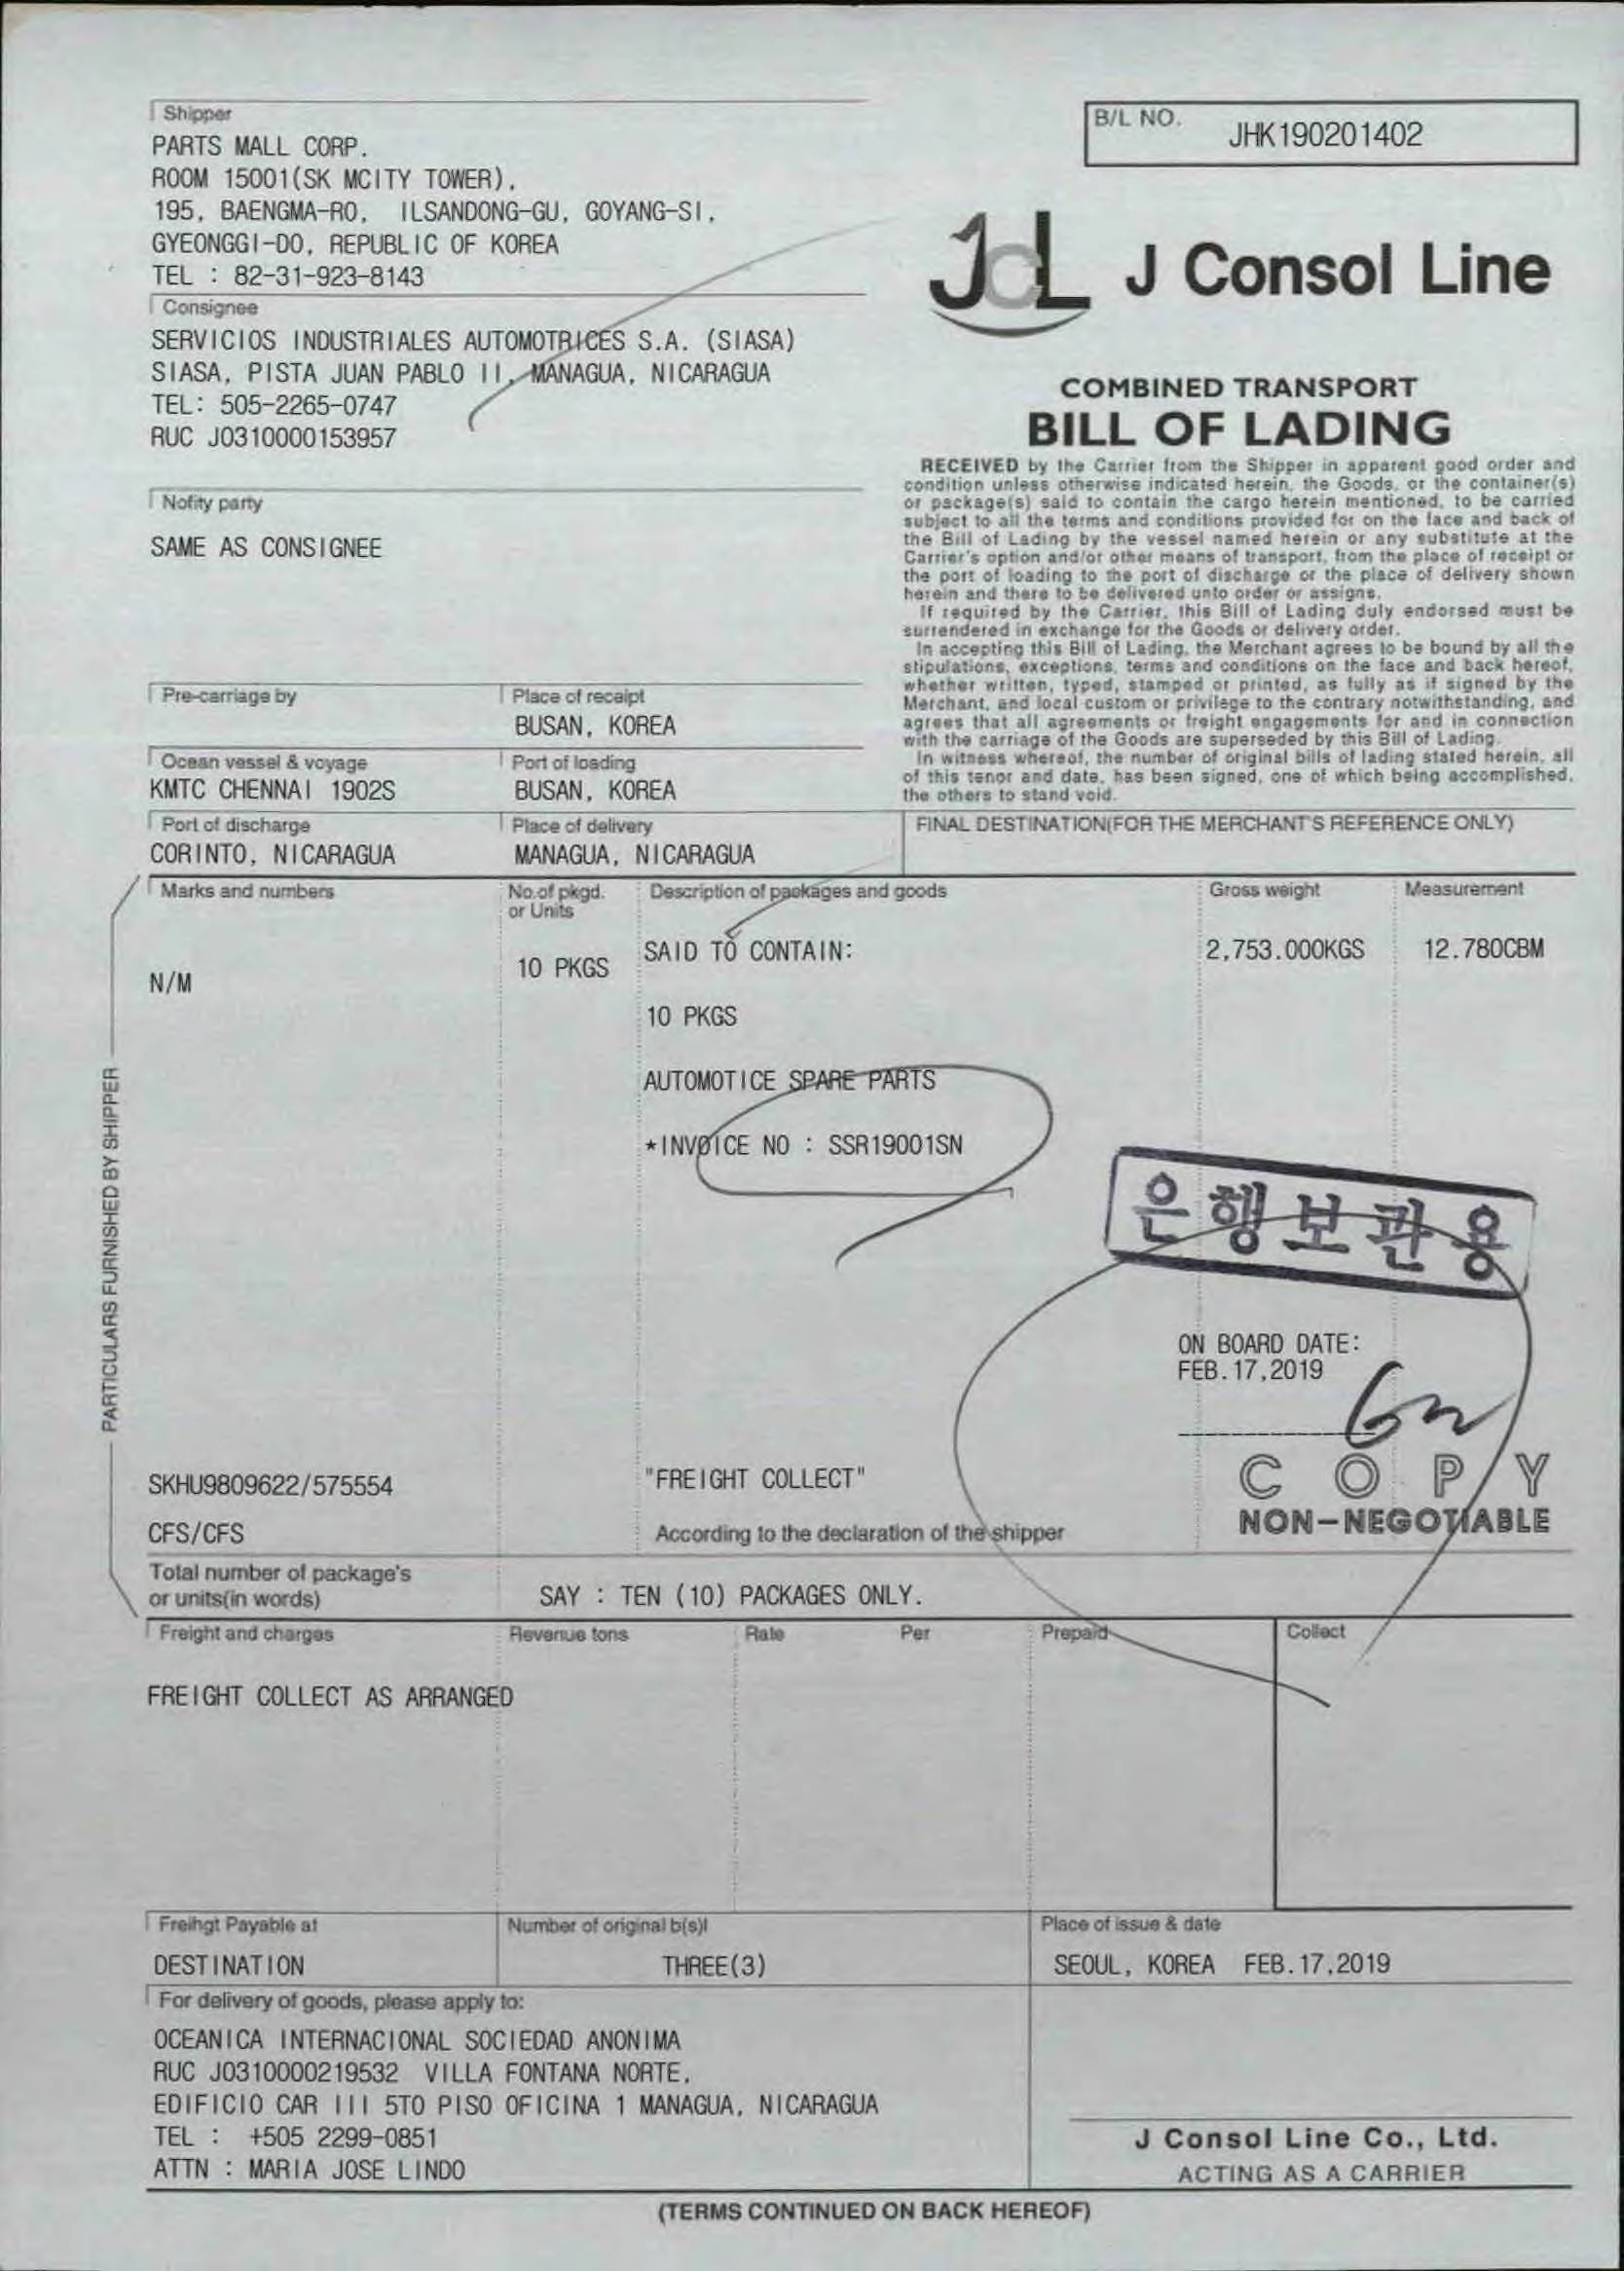 Shipper
PARTS MALL CORP.
ROOM 15001(SK MCITY TOWER),
195, BAENGMA-RO, ILSANDONG-GU, GOYANG-SI,
GYEONGGI-DO, REPUBLIC OF KOREA
TEL : 82-31-923-8143
B/L NO.
JHK190201402
JCL J Consol Line
Consignee
SERVICIOS INDUSTRIALES AUTOMOTRICES S.A. (SIASA)
SIASA, PISTA JUAN PABLO II, MANAGUA, NICARAGUA
TEL: 505-2265-0747
RUC J0310000153957
COMBINED TRANSPORT
BILL OF LADING
RECEIVED by the Carrier from the Shipper in apparent good order and
condition unless otherwise indicated herein, the Goods, or the container(s)
or package(s) said to contain the cargo herein mentioned, to be carried
subject to all the terms and conditions provided for on the face and back of
the Bill of Lading by the vessel named herein or any substitute at the
Carrier's option and/or other means of transport, from the place of receipt or
the port of loading to the port of discharge or the place of delivery shown
herein and there to be delivered unto order or assigns.
If required by the Carrier, this Bill of Lading duly endorsed must be
surrendered in exchange for the Goods or delivery order.
In accepting this Bill of Lading, the Merchant agrees to be bound by all the
stipulations, exceptions, terms and conditions on the face and back hereof,
whether written, typed, stamped or printed, as fully as if signed by the
Merchant, and local custom or privilege to the contrary notwithstanding, and
agrees that all agreements or freight engagements for and in connection
with the carriage of the Goods are superseded by this Bill of Lading.
In witness whereof, the number of original bills of lading stated herein, all
of this tenor and date, has been signed, one of which being accomplished,
the others to stand void.
Nofity party
SAME AS CONSIGNEE
Pre-carriage by
Place of receipt
BUSAN, KOREA
Ocean vessel & voyage
Port of loading
KMTC CHENNAI 1902S
BUSAN, KOREA
Port of discharge
Place of delivery
FINAL DESTINATION(FOR THE MERCHANT'S REFERENCE ONLY)
CORINTO, NICARAGUA
MANAGUA, NICARAGUA
PARTICULARS FURNISHED BY SHIPPER
Marks and numbers
No.of pkgd.
or Units
Description of packages and goods
Gross weight
Measurement
N/M
10 PKGS
SAID TO CONTAIN:
2,753.000KGS
12.780CBM
10 PKGS
AUTOMOTICE SPARE PARTS
*INVOICE NO : SSR19001SN
은행보관용
ON BOARD DATE:
FEB.17,2019
SKHU9809622/575554
"FREIGHT COLLECT"
COPY
NON-NEGOTIABLE
CFS/CFS
According to the declaration of the shipper
Total number of package's
or units(in words)
SAY : TEN (10) PACKAGES ONLY.
Freight and charges
Revenue tons
Rate
Per
Prepaid
Collect
FREIGHT COLLECT AS ARRANGED
Freihgt Payable at
Number of original b(s)l
Place of issue & date
DESTINATION
THREE(3)
SEOUL, KOREA FEB.17,2019
For delivery of goods, please apply to:
OCEANICA INTERNACIONAL SOCIEDAD ANONIMA
RUC J0310000219532 VILLA FONTANA NORTE,
EDIFICIO CAR III 5TO PISO OFICINA 1 MANAGUA, NICARAGUA
TEL : +505 2299-0851
ATTN : MARIA JOSE LINDO
J Consol Line Co., Ltd.
ACTING AS A CARRIER
(TERMS CONTINUED ON BACK HEREOF)